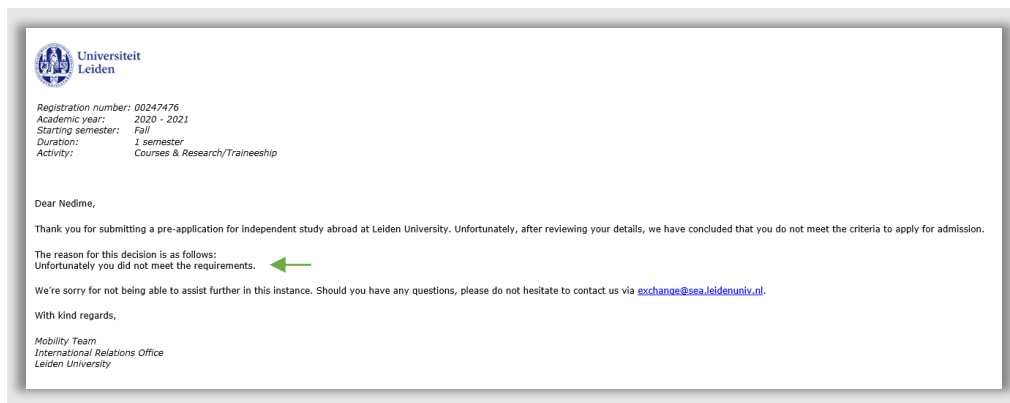 Universiteit
Leiden
Registration number: 00247476
Academic year: 2020 - 2021
Starting semester: Fall
Duration: 1 semester
Activity: Courses & Research/Traineeship
Dear Nedime,
Thank you for submitting a pre-application for independent study abroad at Leiden University. Unfortunately, after reviewing your details, we have concluded that you do not meet the criteria to apply for admission.
The reason for this decision is as follows:
Unfortunately you did not meet the requirements.
We're sorry for not being able to assist further in this instance. Should you have any questions, please do not hesitate to contact us via exchange@sea.leidenuniv.nl.
With kind regards,
Mobility Team
International Relations Office
Leiden University